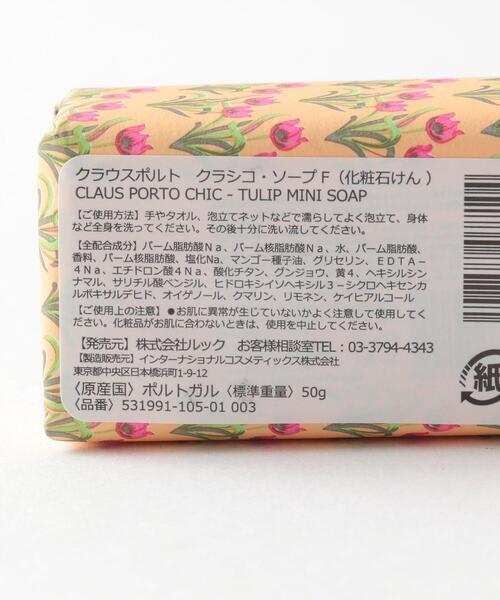 クラウスポルト クラシコ・ソープF（化粧石けん）
CLAUS PORTO CHIC - TULIP MINI SOAP
【ご使用方法】手やタオル、泡立てネットなどで濡らしてよく泡立て、身体
など全身を洗ってください。その後十分に洗い流してください。
【全配合成分】パーム脂肪酸Na、パーム核脂肪酸Na、水、パーム脂肪酸、
香料、パーム核脂肪酸、塩化Na、マンゴー種子油、グリセリン、EDTA－
4Na、エチドロン酸4Na、酸化チタン、グンジョウ、黄4、ヘキシルシン
ナマル、サリチル酸ベンジル、ヒドロキシイソヘキシル3－シクロヘキセンカ
ルボキサルデヒド、オイゲノール、クマリン、リモネン、ケイヒアルコール
【ご使用上の注意】●お肌に異常が生じていないかよく注意して使用してく
ださい。化粧品がお肌に合わないときは、使用を中止してください。
【発売元】株式会社ルック お客様相談室TEL：03-3794-4343
【製造販売元】インターナショナルコスメティックス株式会社
東京都中央区日本橋浜町1-9-12
〈原産国〉ポルトガル〈標準重量〉50g
〈品番〉531991-105-01 003
紙